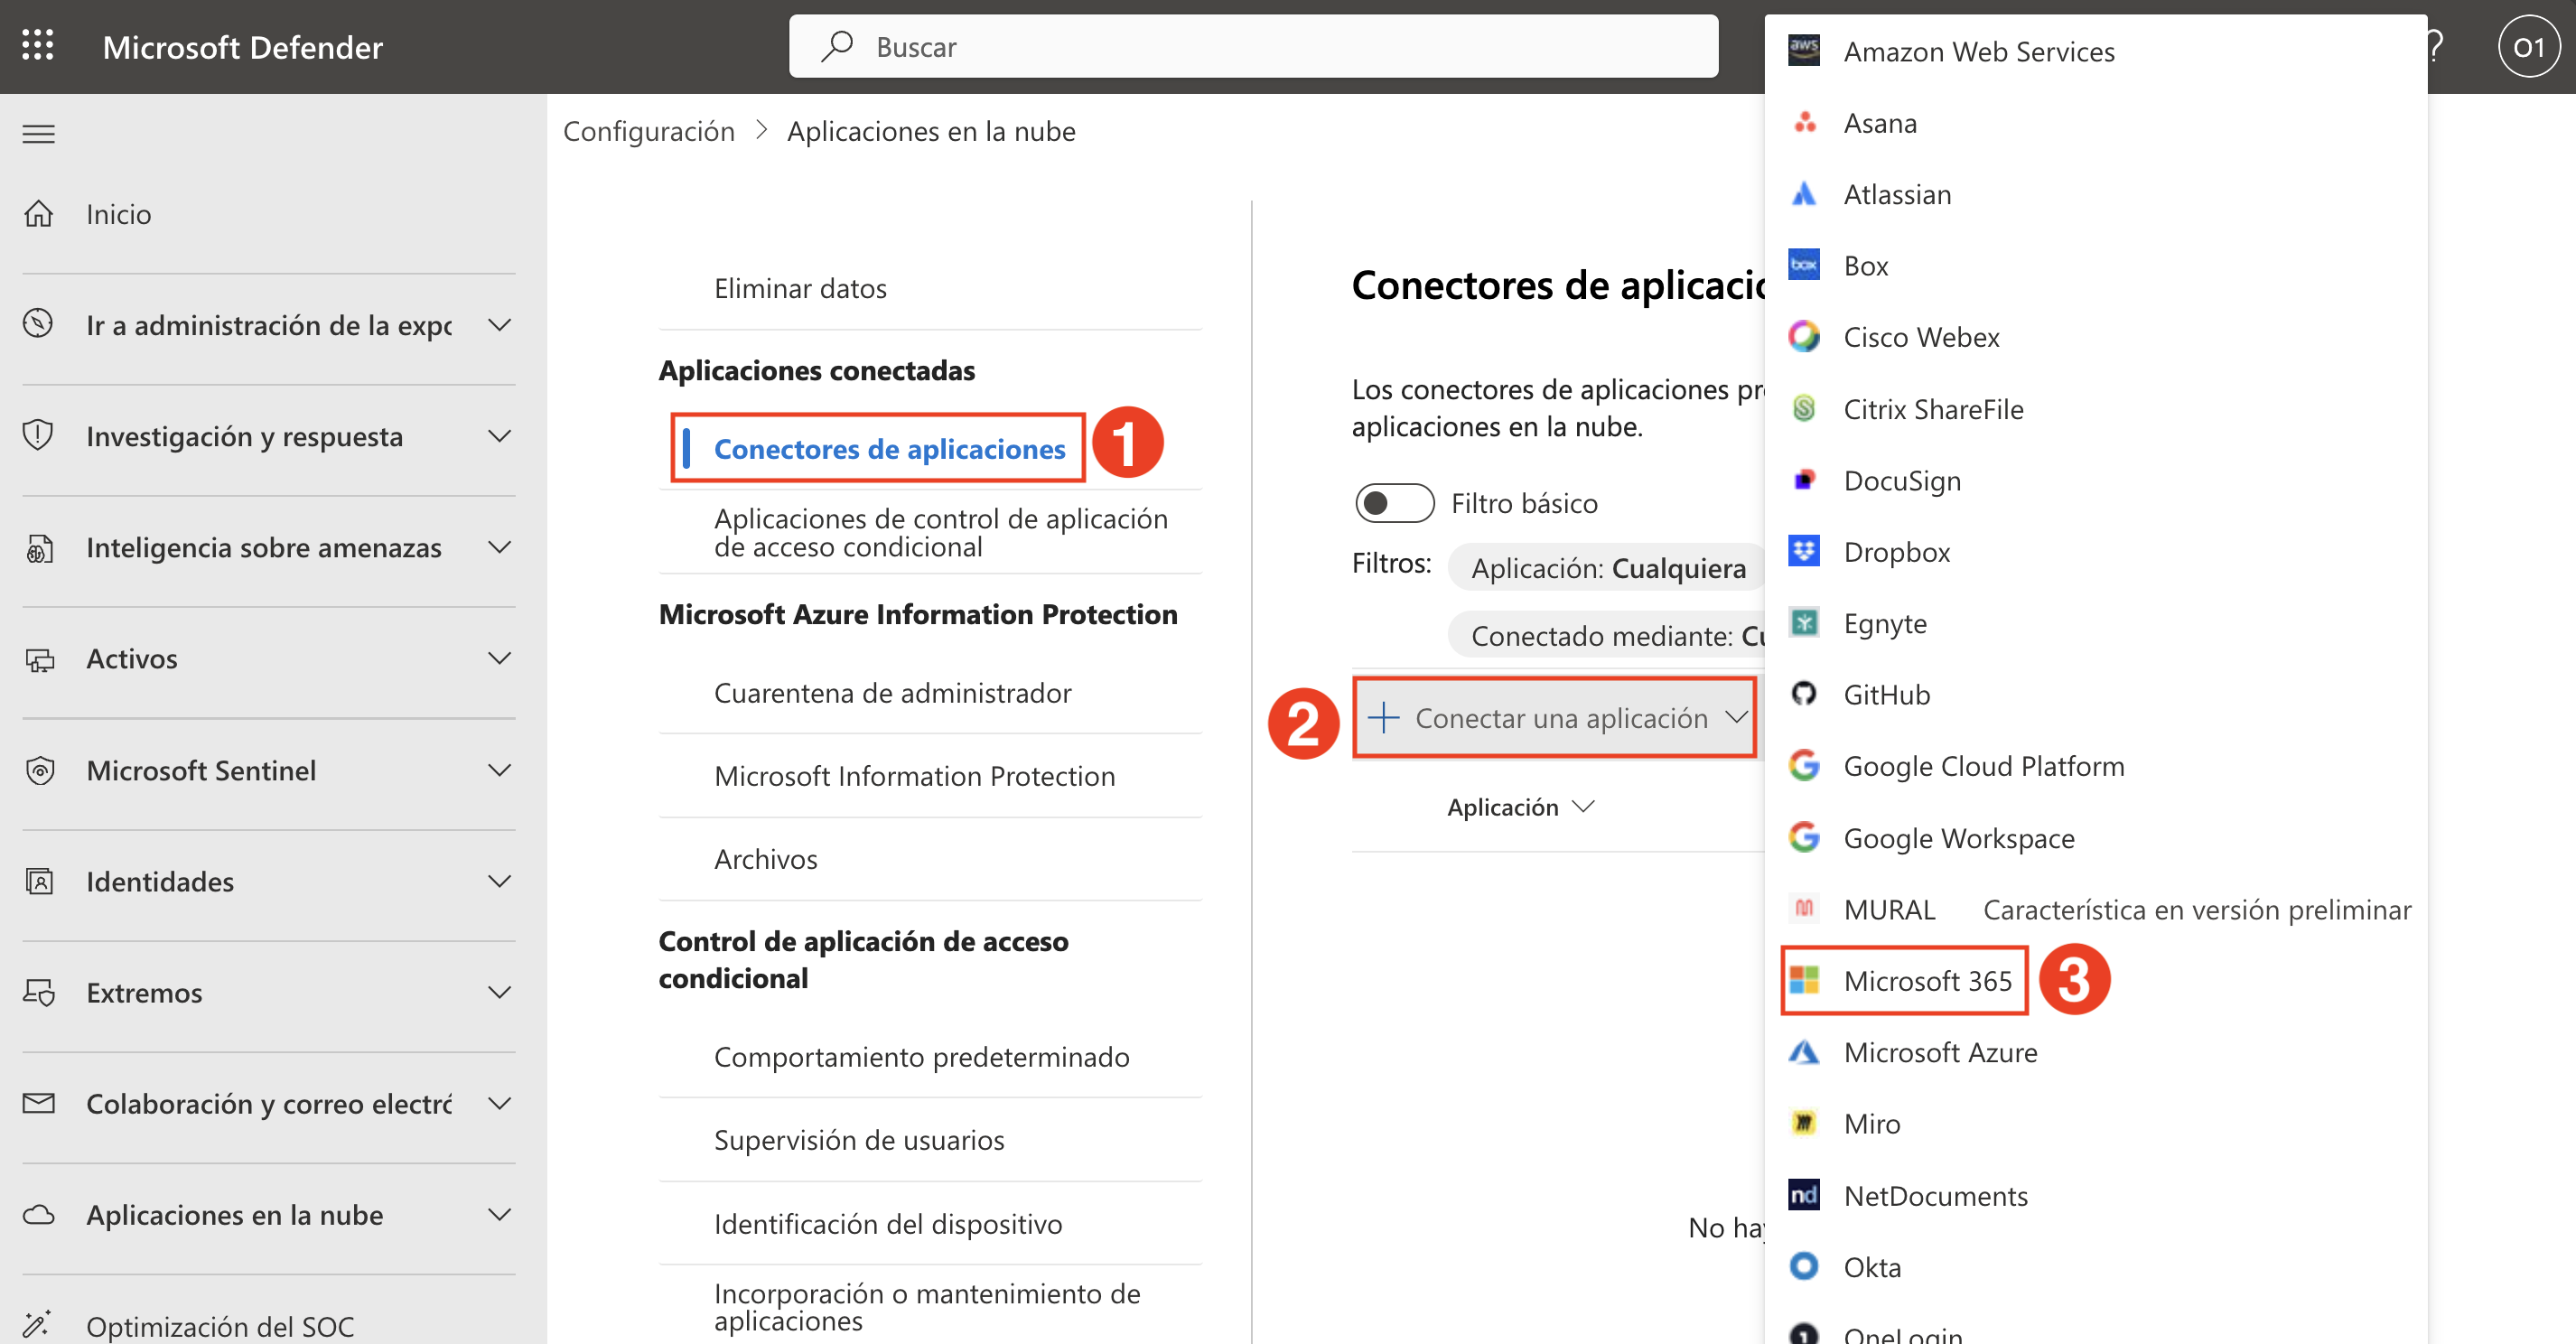 Microsoft Defender
Buscar
O1
Inicio
Ir a administración de la expo
Investigación y respuesta
Inteligencia sobre amenazas
Activos
Microsoft Sentinel
Identidades
Extremos
Colaboración y correo electró
Aplicaciones en la nube
Optimización del SOC
Configuración > Aplicaciones en la nube
Eliminar datos
Aplicaciones conectadas
Conectores de aplicaciones
1
Aplicaciones de control de aplicación
de acceso condicional
Microsoft Azure Information Protection
Cuarentena de administrador
Microsoft Information Protection
Archivos
Control de aplicación de acceso
condicional
Comportamiento predeterminado
Supervisión de usuarios
Identificación del dispositivo
Incorporación o mantenimiento de
aplicaciones
Conectores de aplicacio
Los conectores de aplicaciones pr
aplicaciones en la nube.
Filtro básico
Filtros: Aplicación: Cualquiera
Conectado mediante: Cu
2
Conectar una aplicación
Aplicación
No hay
aws
Amazon Web Services
Asana
Atlassian
box
Box
Cisco Webex
Citrix ShareFile
DocuSign
Dropbox
Egnyte
GitHub
Google Cloud Platform
Google Workspace
MURAL Característica en versión preliminar
Microsoft 365
3
Microsoft Azure
Miro
nd
NetDocuments
Okta
OneLogin
?